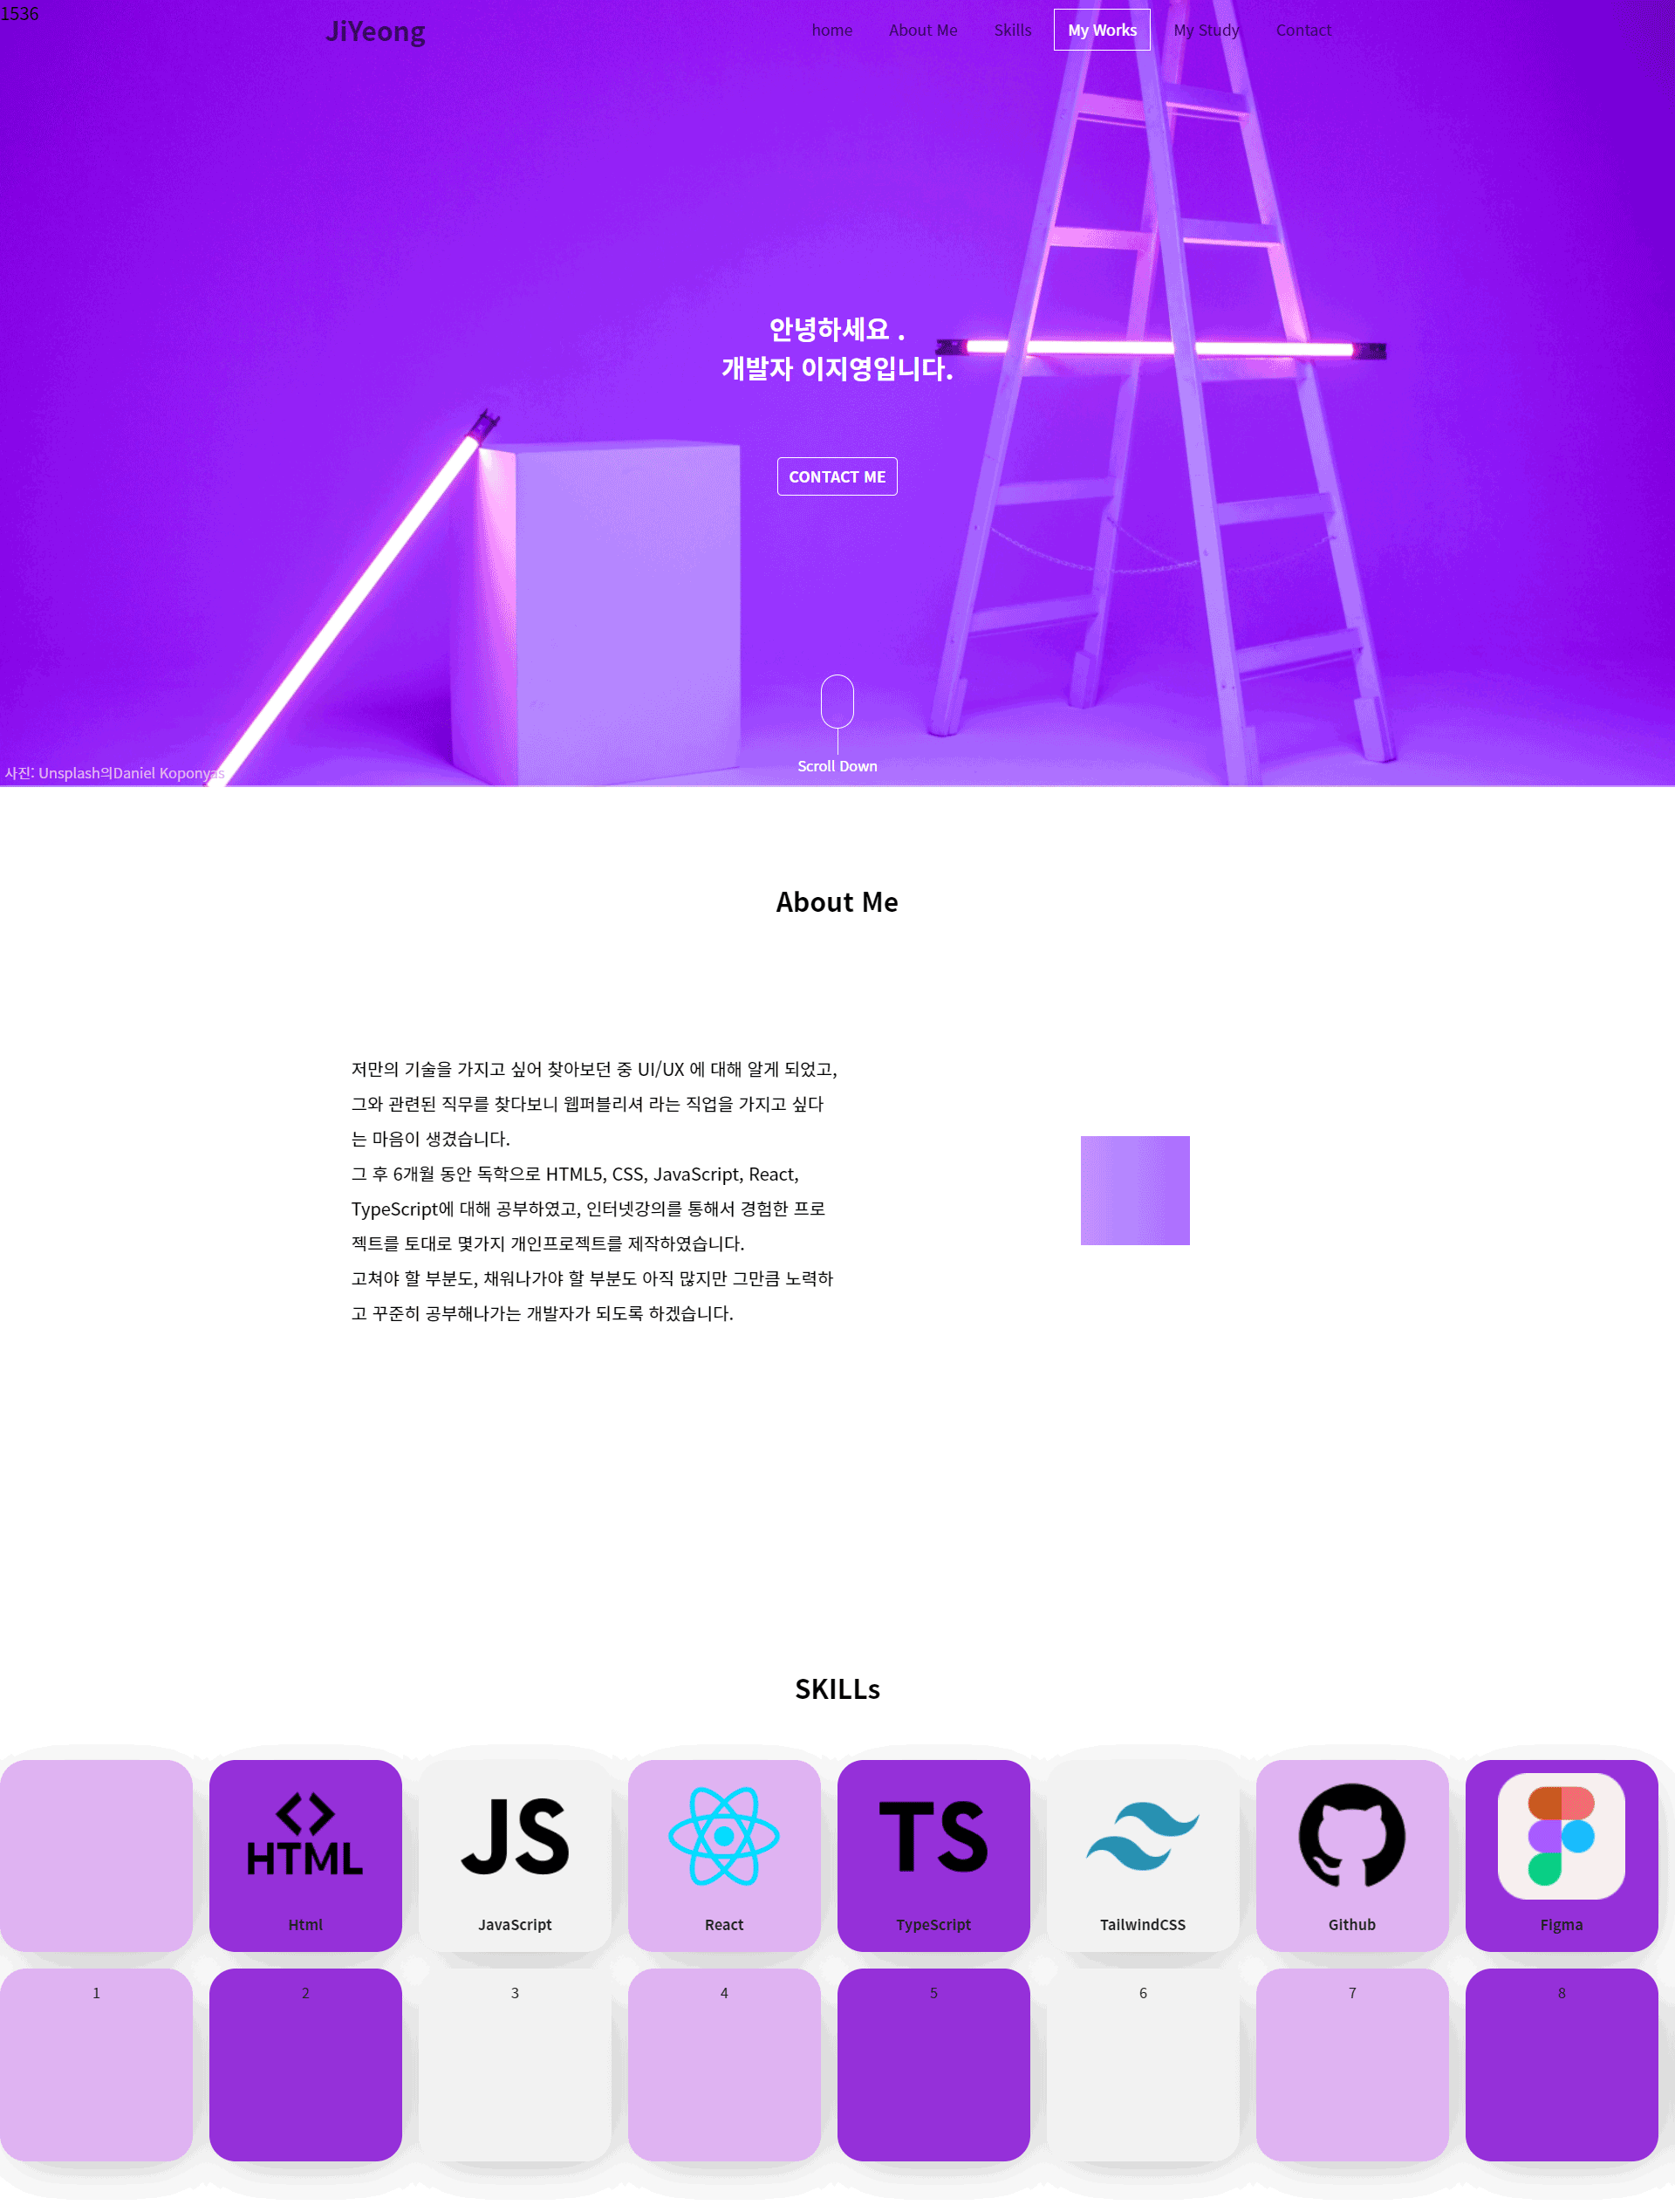 1536
JiYeong
home
About Me
Skills
My Works
My Study
Contact
안녕하세요 .
개발자 이지영입니다.
CONTACT ME
Scroll Down
사진: Unsplash의Daniel Koponyas
About Me
저만의 기술을 가지고 싶어 찾아보던 중 UI/UX 에 대해 알게 되었고,
그와 관련된 직무를 찾다보니 웹퍼블리셔 라는 직업을 가지고 싶다
는 마음이 생겼습니다.
그 후 6개월 동안 독학으로 HTML5, CSS, JavaScript, React,
TypeScript에 대해 공부하였고, 인터넷강의를 통해서 경험한 프로
젝트를 토대로 몇가지 개인프로젝트를 제작하였습니다.
고쳐야 할 부분도, 채워나가야 할 부분도 아직 많지만 그만큼 노력하
고 꾸준히 공부해나가는 개발자가 되도록 하겠습니다.
SKILLs
HTML
Html
JS
JavaScript
React
TS
TypeScript
TailwindCSS
Github
Figma
1
2
3
4
5
6
7
8